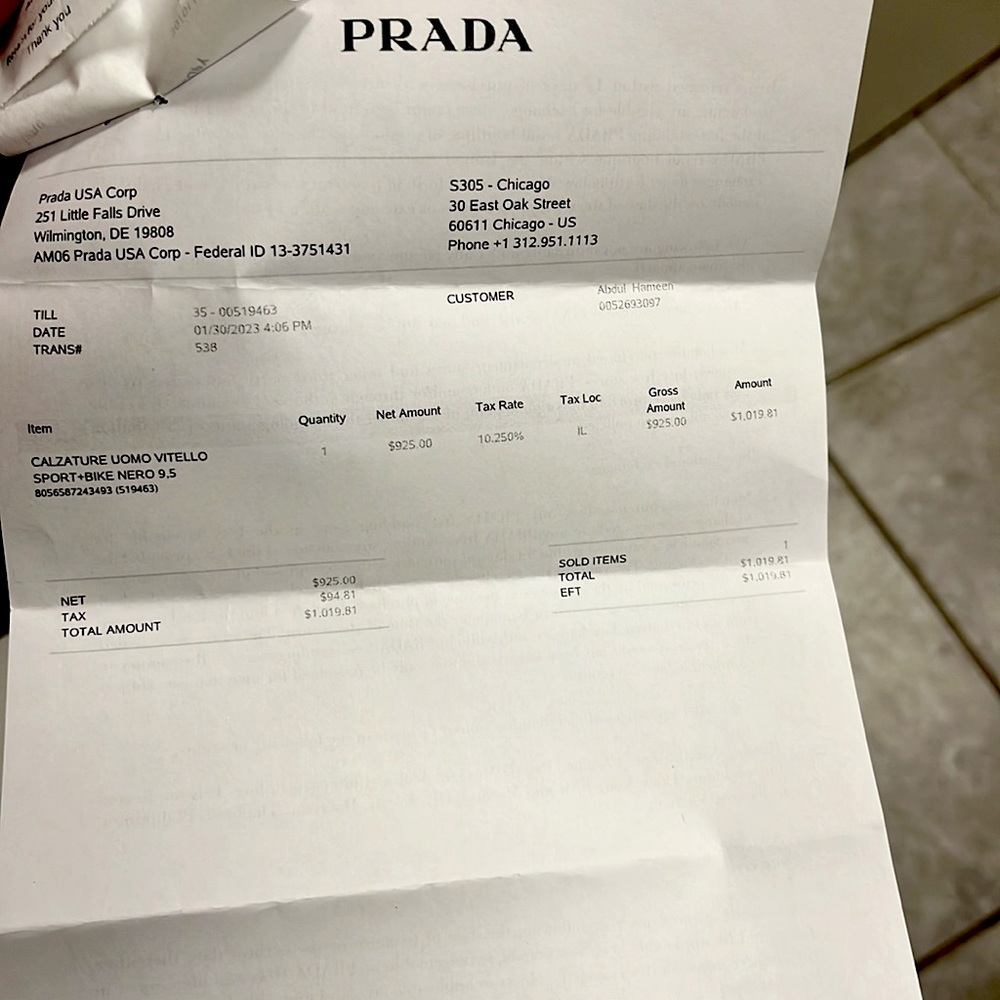 Thank you
PRADA
Prada USA Corp
251 Little Falls Drive
Wilmington, DE 19808
AM06 Prada USA Corp - Federal ID 13-3751431
S305 - Chicago
30 East Oak Street
60611 Chicago - US
Phone +1 312.951.1113
TILL 35 - 00519463
DATE 01/30/2023 4:06 PM
TRANS# 538
CUSTOMER Abdul Hameen
0052693097
Item Quantity Net Amount Tax Rate Tax Loc Gross Amount Amount
CALZATURE UOMO VITELLO 1 $925.00 10.250% IL $925.00 $1,019.81
SPORT+BIKE NERO 9,5
8056587243493 (519463)
NET $925.00
TAX $94.81
TOTAL AMOUNT $1,019.81
SOLD ITEMS 1
TOTAL $1,019.81
EFT $1,019.81